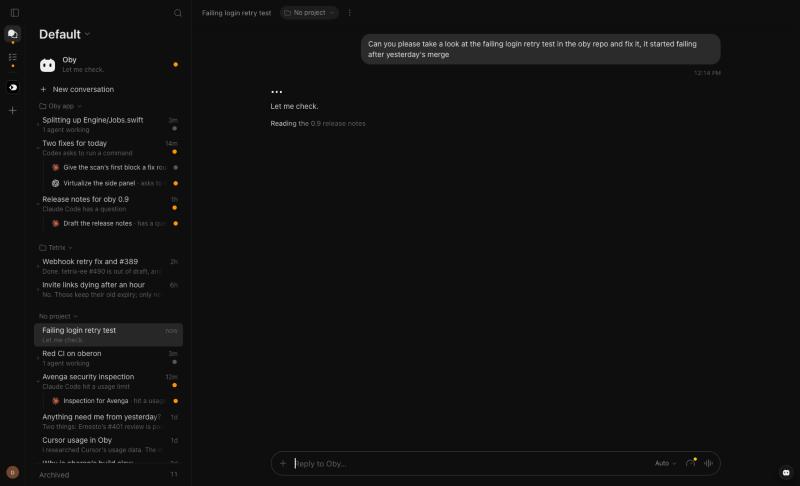 Default
Oby
Let me check.
New conversation
Oby app
Splitting up Engine/Jobs.swift 3m
1 agent working
Two fixes for today 14m
Codex asks to run a command
Give the scan's first block a fix rou
Virtualize the side panel · asks to
Release notes for oby 0.9 1h
Claude Code has a question
Draft the release notes · has a que
Tetrix
Webhook retry fix and #389 2h
Done. tetrix-ee #490 is out of draft, and
Invite links dying after an hour 6h
No. Those keep their old expiry; only ne
No project
Failing login retry test now
Let me check.
Red CI on oberon 3m
1 agent working
Avenga security inspection 12m
Claude Code hit a usage limit
Inspection for Avenga · hit a usag
Anything need me from yesterday? 1d
Two things: Ernesto's #401 review is po
Cursor usage in Oby 1d
I researched Cursor's usage data. The
Archived 11
Failing login retry test No project
Can you please take a look at the failing login retry test in the oby repo and fix it, it started failing
after yesterday's merge
12:14 PM
Let me check.
Reading the 0.9 release notes
Reply to Oby...
Auto